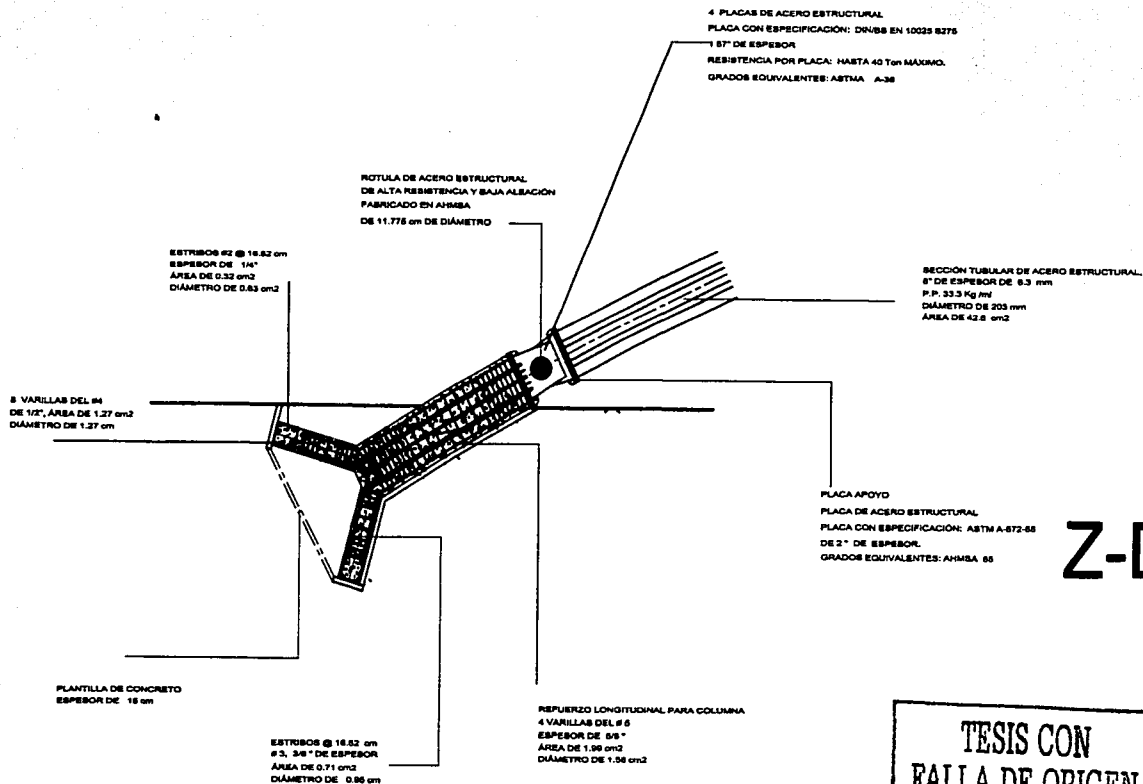 4 PLACAS DE ACERO ESTRUCTURAL
PLACA CON ESPECIFICACIÓN: DIN/BS EN 10025 S275
1 57" DE ESPESOR
RESISTENCIA POR PLACA: HASTA 40 Ton MÁXIMO.
GRADOS EQUIVALENTES: ASTMA A-36
ROTULA DE ACERO ESTRUCTURAL
DE ALTA RESISTENCIA Y BAJA ALEACIÓN
FABRICADO EN AHMSA
DE 11.775 cm DE DIÁMETRO
ESTRIBOS #2 @ 16.52 cm
ESPESOR DE 1/4"
ÁREA DE 0.32 cm2
DIÁMETRO DE 0.63 cm2
SECCIÓN TUBULAR DE ACERO ESTRUCTURAL.
8" DE ESPESOR DE 6.3 mm
P.P. 33.3 Kg/ml
DIÁMETRO DE 203 mm
ÁREA DE 42.8 cm2
8 VARILLAS DEL #4
DE 1/2", ÁREA DE 1.27 cm2
DIÁMETRO DE 1.27 cm
PLACA APOYO
PLACA DE ACERO ESTRUCTURAL
PLACA CON ESPECIFICACIÓN: ASTM A-572-65
DE 2" DE ESPESOR.
GRADOS EQUIVALENTES: AHMSA 65
PLANTILLA DE CONCRETO
ESPESOR DE 15 cm
ESTRIBOS @ 16.52 cm
#3, 3/8" DE ESPESOR
ÁREA DE 0.71 cm2
DIÁMETRO DE 0.95 cm
REFUERZO LONGITUDINAL PARA COLUMNA
4 VARILLAS DEL #5
ESPESOR DE 5/8"
ÁREA DE 1.99 cm2
DIÁMETRO DE 1.58 cm
TESIS CON
FALLA DE ORIGEN